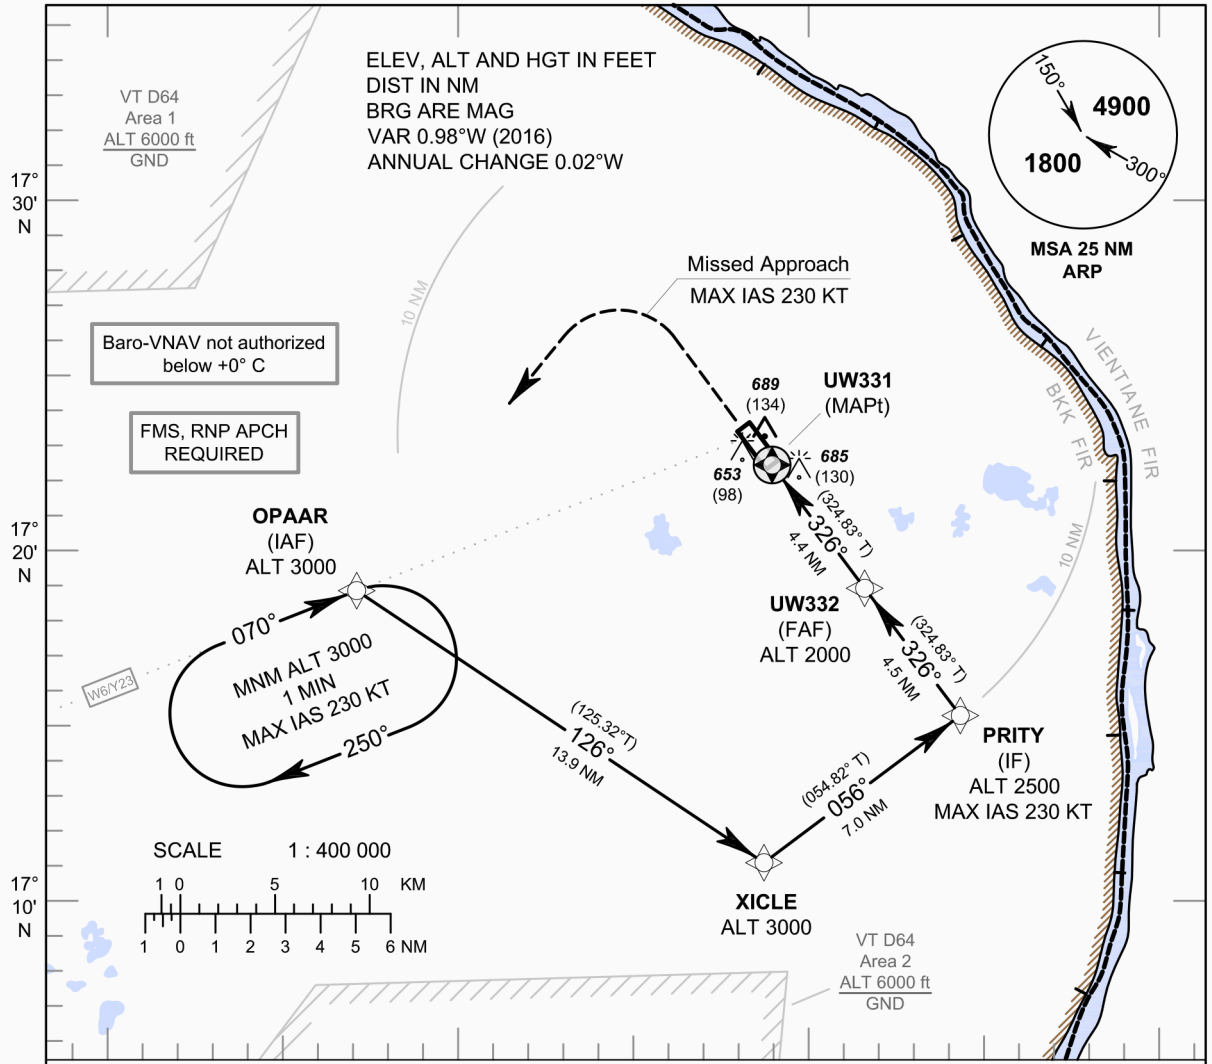 ELEV, ALT AND HGT IN FEET
DIST IN NM
BRG ARE MAG
VAR 0.98°W (2016)
ANNUAL CHANGE 0.02°W
VT D64
Area 1
ALT 6000 ft
GND
150°
4900
1800
300°
MSA 25 NM
ARP
17°
30'
N
10 NM
Missed Approach
MAX IAS 230 KT
Baro-VNAV not authorized
below +0° C
FMS, RNP APCH
REQUIRED
VIENTIANE FIR
BKK FIR
689
(134)
UW331
(MAPt)
653
(98)
685
(130)
(324.83° T)
326°
4.4 NM
10 NM
OPAAR
(IAF)
ALT 3000
17°
20'
N
UW332
(FAF)
ALT 2000
(324.83° T)
326°
4.5 NM
070°
MNM ALT 3000
1 MIN
MAX IAS 230 KT
250°
W6/Y23
(125.32°T)
126°
13.9 NM
PRITY
(IF)
ALT 2500
MAX IAS 230 KT
(054.82° T)
056°
7.0 NM
SCALE 1 : 400 000
1 0 5 10 KM
1 0 1 2 3 4 5 6 NM
17°
10'
N
XICLE
ALT 3000
VT D64
Area 2
ALT 6000 ft
GND